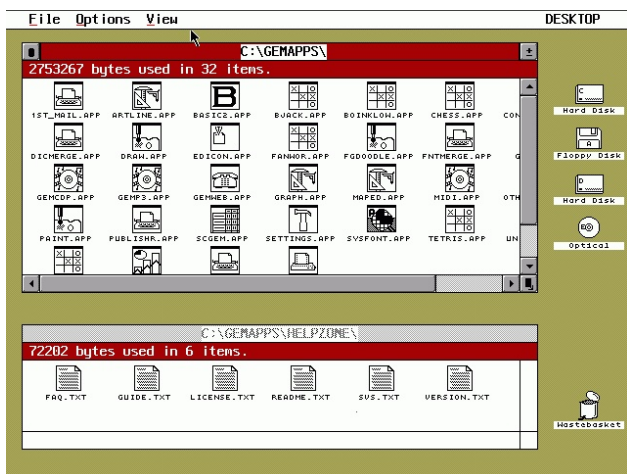 File Options View DESKTOP
C:\GEMAPPS\
2753267 bytes used in 32 items.
1ST_MAIL.APP ARTLINE.APP BASIC2.APP BJACK.APP BOINKLOW.APP CHESS.APP CON
DICMERGE.APP DRAW.APP EDICON.APP FANWOR.APP FGDOODLE.APP FNTMERGE.APP G
GEMCDP.APP GEMP3.APP GEMWEB.APP GRAPH.APP MAPED.APP MIDI.APP OTH
PAINT.APP PUBLISHR.APP SCGEM.APP SETTINGS.APP SYSFONT.APP TETRIS.APP UN
C
Hard Disk
A
Floppy Disk
D
Hard Disk
Optical
C:\GEMAPPS\HELPZONE\
72202 bytes used in 6 items.
FAQ.TXT GUIDE.TXT LICENSE.TXT README.TXT SVS.TXT VERSION.TXT
Wastebasket